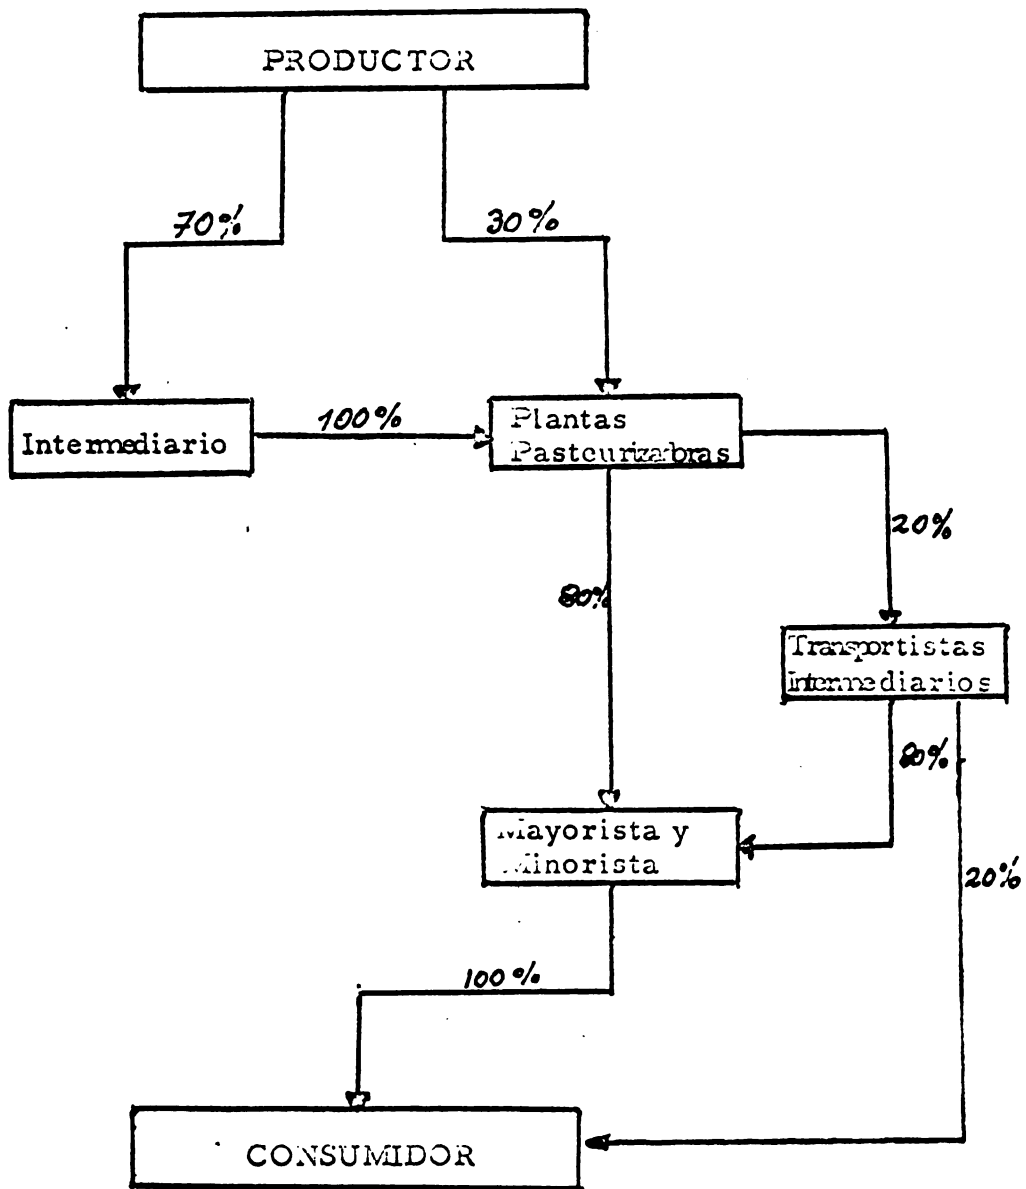 PRODUCTOR
70%
30%
Intermediario
100%
Plantas
Pasteurizadoras
20%
80%
Transportistas
Intermediarios
80%
Mayorista y
Minorista
20%
100%
CONSUMIDOR